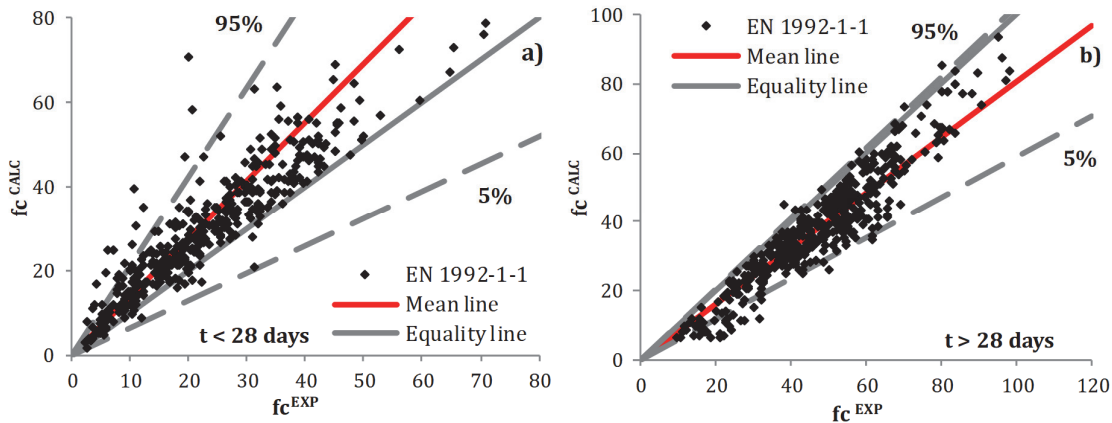 80
60
40
20
0
0 10 20 30 40 50 60 70 80
fc CALC
fc EXP
95%
a)
5%
EN 1992-1-1
Mean line
Equality line
t < 28 days
100
80
60
40
20
0
0 20 40 60 80 100 120
fc CALC
fc EXP
EN 1992-1-1
Mean line
Equality line
95%
b)
5%
t > 28 days